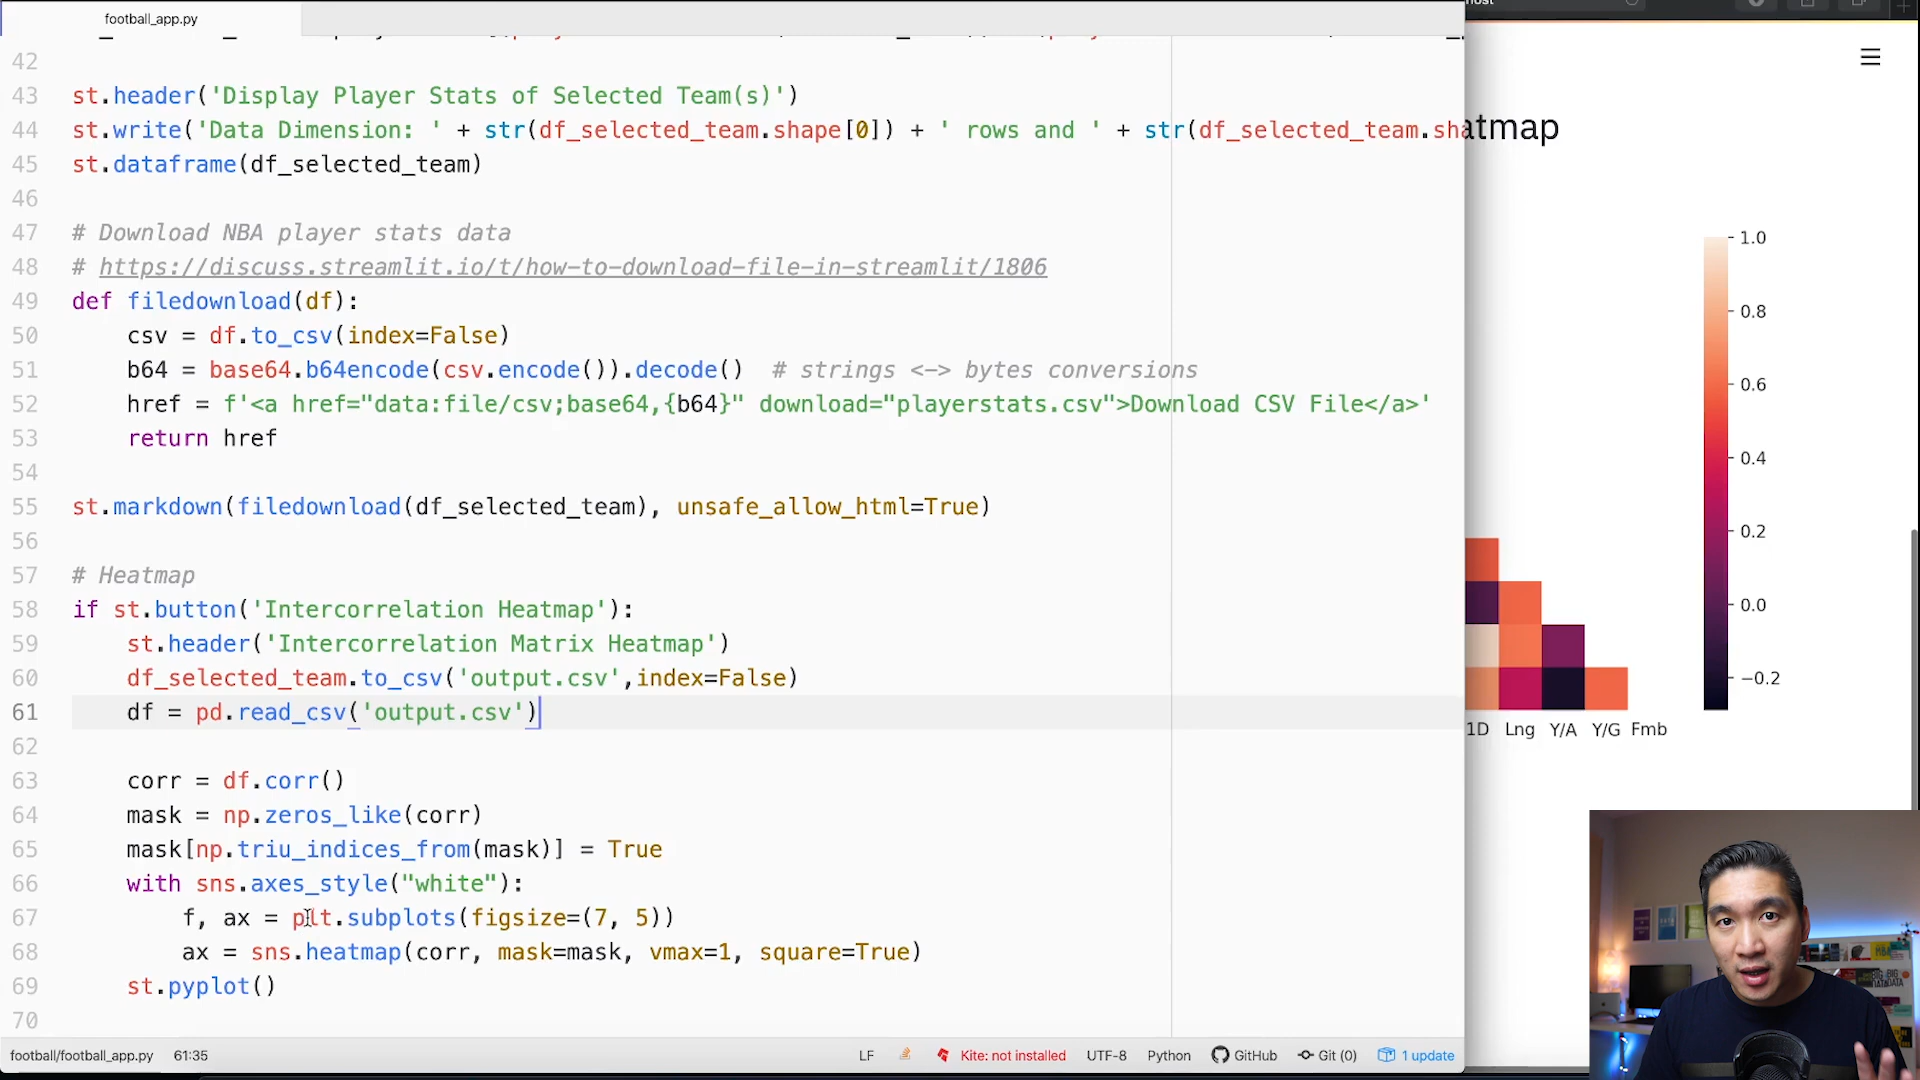 football_app.py
42
43 st.header('Display Player Stats of Selected Team(s)')
44 st.write('Data Dimension: ' + str(df_selected_team.shape[0]) + ' rows and ' + str(df_selected_team.sha
45 st.dataframe(df_selected_team)
46
47 # Download NBA player stats data
48 # https://discuss.streamlit.io/t/how-to-download-file-in-streamlit/1806
49 def filedownload(df):
50     csv = df.to_csv(index=False)
51     b64 = base64.b64encode(csv.encode()).decode()  # strings <-> bytes conversions
52     href = f'<a href="data:file/csv;base64,{b64}" download="playerstats.csv">Download CSV File</a>'
53     return href
54
55 st.markdown(filedownload(df_selected_team), unsafe_allow_html=True)
56
57 # Heatmap
58 if st.button('Intercorrelation Heatmap'):
59     st.header('Intercorrelation Matrix Heatmap')
60     df_selected_team.to_csv('output.csv',index=False)
61     df = pd.read_csv('output.csv')
62
63     corr = df.corr()
64     mask = np.zeros_like(corr)
65     mask[np.triu_indices_from(mask)] = True
66     with sns.axes_style("white"):
67         f, ax = plt.subplots(figsize=(7, 5))
68         ax = sns.heatmap(corr, mask=mask, vmax=1, square=True)
69     st.pyplot()
70
football/football_app.py 61:35 LF Kite: not installed UTF-8 Python GitHub Git (0) 1 update
host
atmap
1.0
0.8
0.6
0.4
0.2
0.0
−0.2
1D Lng Y/A Y/G Fmb